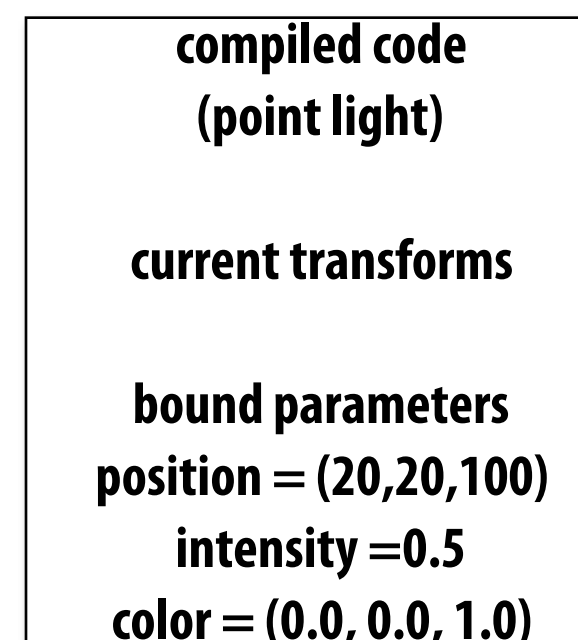 compiled code
(point light)
current transforms
bound parameters
position = (20,20,100)
intensity =0.5
color = (0.0, 0.0, 1.0)